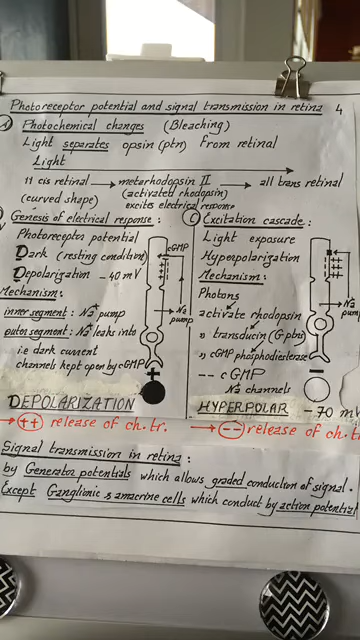 Photoreceptor potential and signal transmission in retina 4
A Photochemical changes (Bleaching)
Light separates opsin (ptn) from retinal
Light
11 cis retinal → metarhodopsin II → all trans retinal
(curved shape) (activated rhodopsin)
excites electrical response
Genesis of electrical response:
Photoreceptor potential
Dark (resting condition)
Depolarization -40 mV
Mechanism:
inner segment: Na+ pump
outer segment: Na+ leaks into
i.e dark current
channels kept open by cGMP
cGMP
Na+
pump
+
DEPOLARIZATION
→ (++) release of ch.tr.
C Excitation cascade:
Light exposure
Hyperpolarization
Mechanism:
Photons
activate rhodopsin
" transducin (G ptn)
" cGMP phosphodiesterase
-- cGMP
Na+ channels
Na+
pump
−
HYPERPOLAR -70 mV
→ (--) release of ch.t
Signal transmission in retina:
by Generator potentials which allows graded conduction of signal.
Except Ganglionic & amacrine cells which conduct by action potential